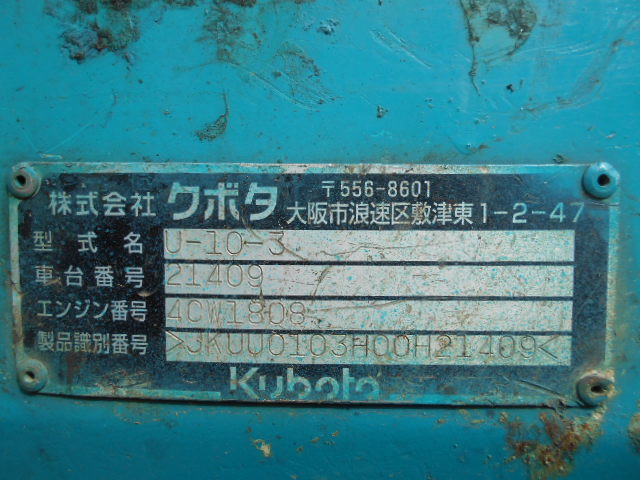 株式会社 クボタ 〒556-8601
大阪市浪速区敷津東1-2-47
型式名 U-10-3
車台番号 21409
エンジン番号 4CW1808
製品識別番号 >JKUU0103H00H21409<
Kubota